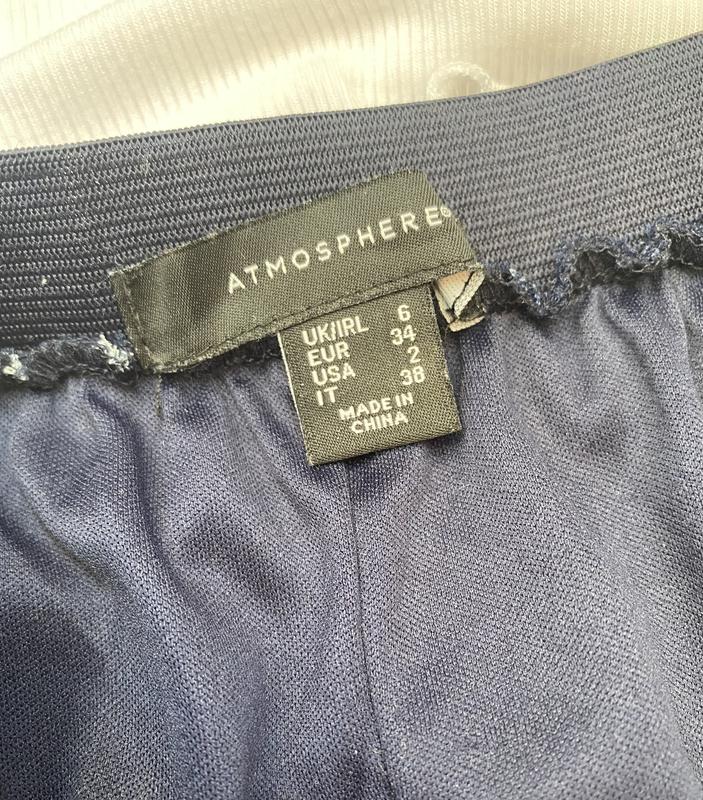 ATMOSPHERE®
UK/IRL 6
EUR 34
USA 2
IT 38
MADE IN
CHINA